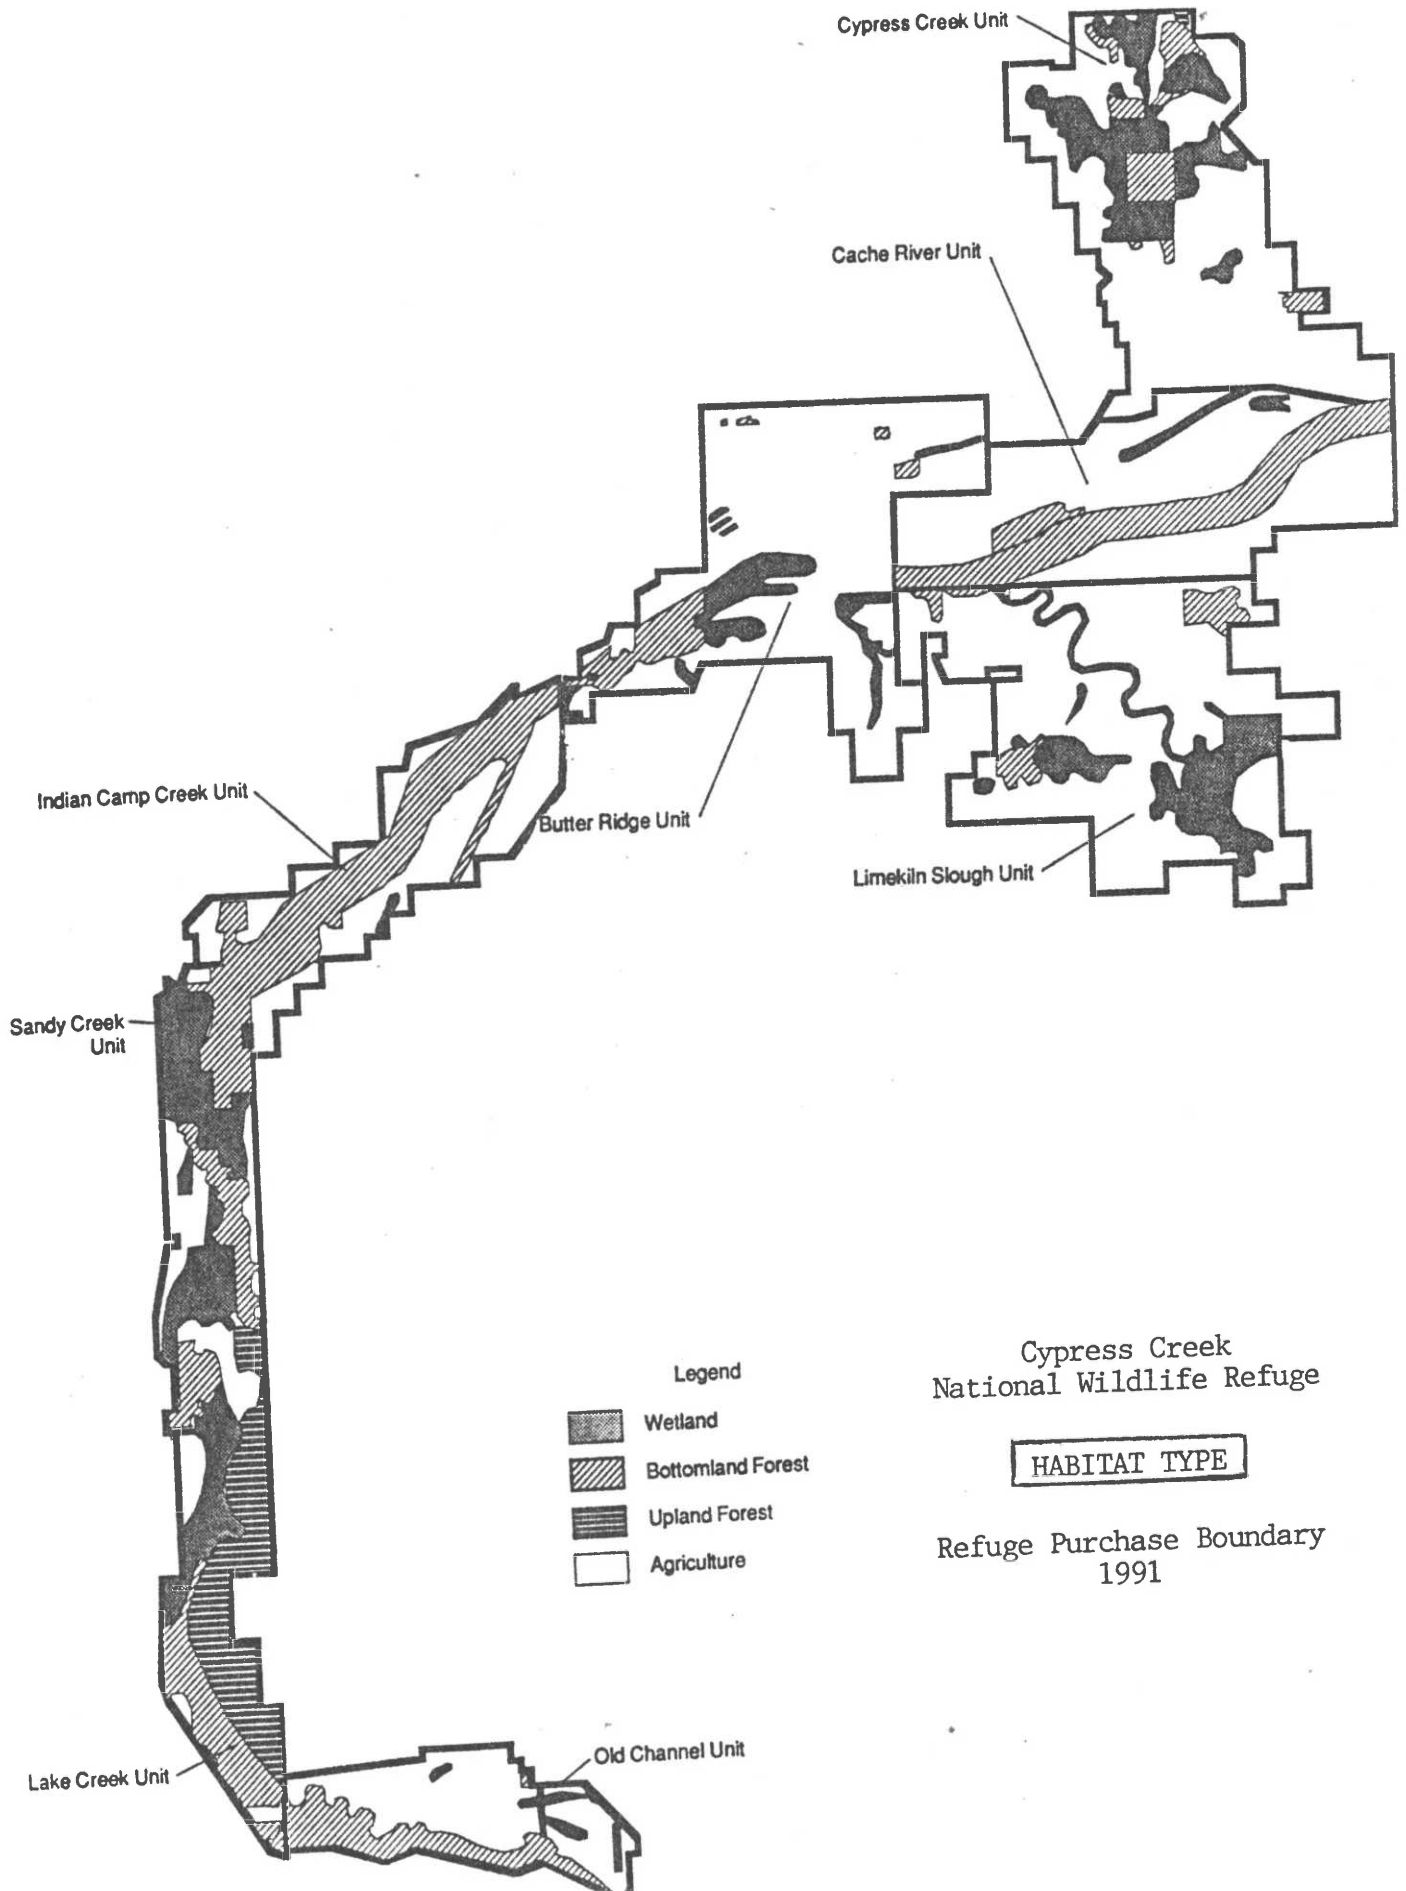 Cypress Creek Unit
Cache River Unit
Indian Camp Creek Unit
Butter Ridge Unit
Limekiln Slough Unit
Sandy Creek
Unit
Legend
Wetland
Bottomland Forest
Upland Forest
Agriculture
Cypress Creek
National Wildlife Refuge
HABITAT TYPE
Refuge Purchase Boundary
1991
Lake Creek Unit
Old Channel Unit